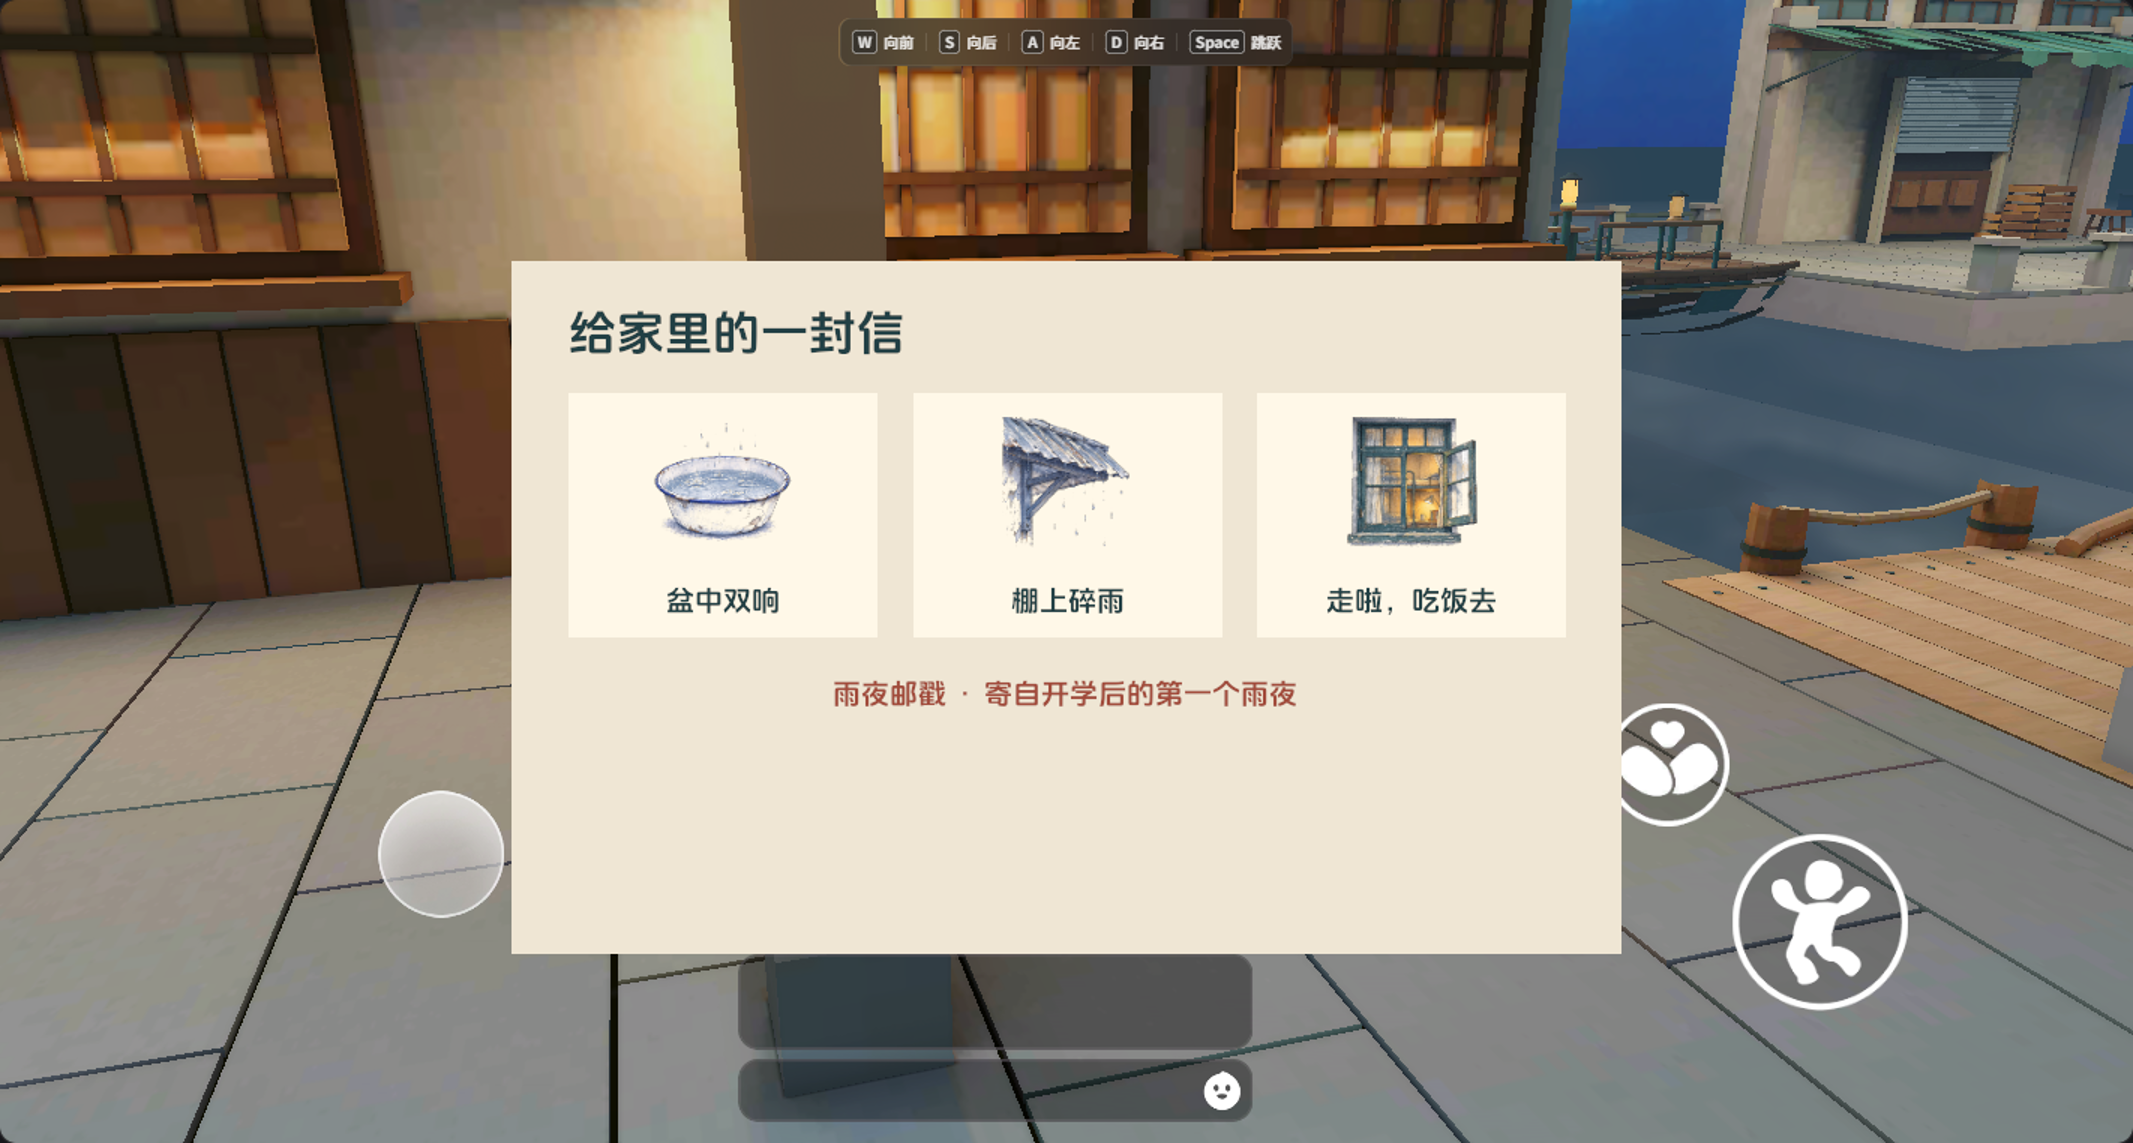 W 向前 S 向后 A 向左 D 向右 Space 跳跃
给家里的一封信
盆中双响
棚上碎雨
走啦，吃饭去
雨夜邮戳 · 寄自开学后的第一个雨夜